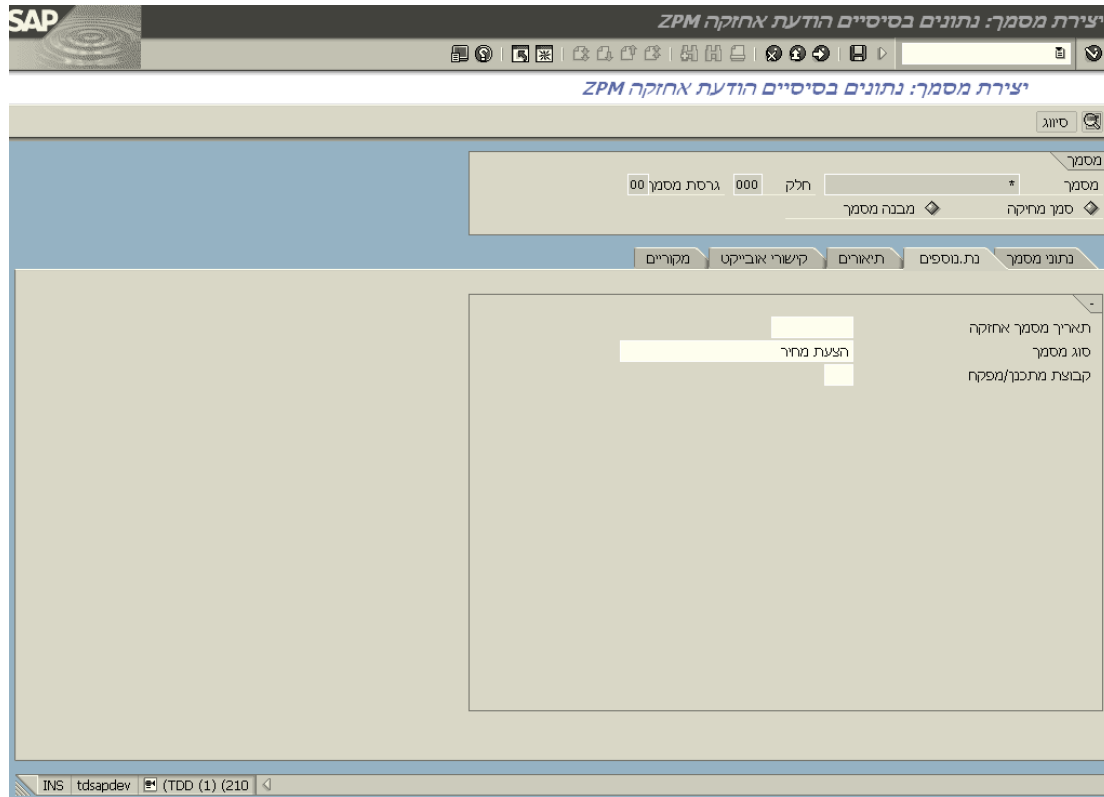 SAP
יצירת מסמך: נתונים בסיסיים הודעת אחזקה ZPM
יצירת מסמך: נתונים בסיסיים הודעת אחזקה ZPM
סיווג
מסמך
מסמך * חלק 000 גרסת מסמך 00
סמן מחיקה מבנה מסמך
נתוני מסמך נת.נוספים תיאורים קישורי אובייקט מקוריים
-
תאריך מסמך אחזקה
סוג מסמך הצעת מחיר
קבוצת מתכנן/מפקח
INS tdsapdev (TDD (1) (210